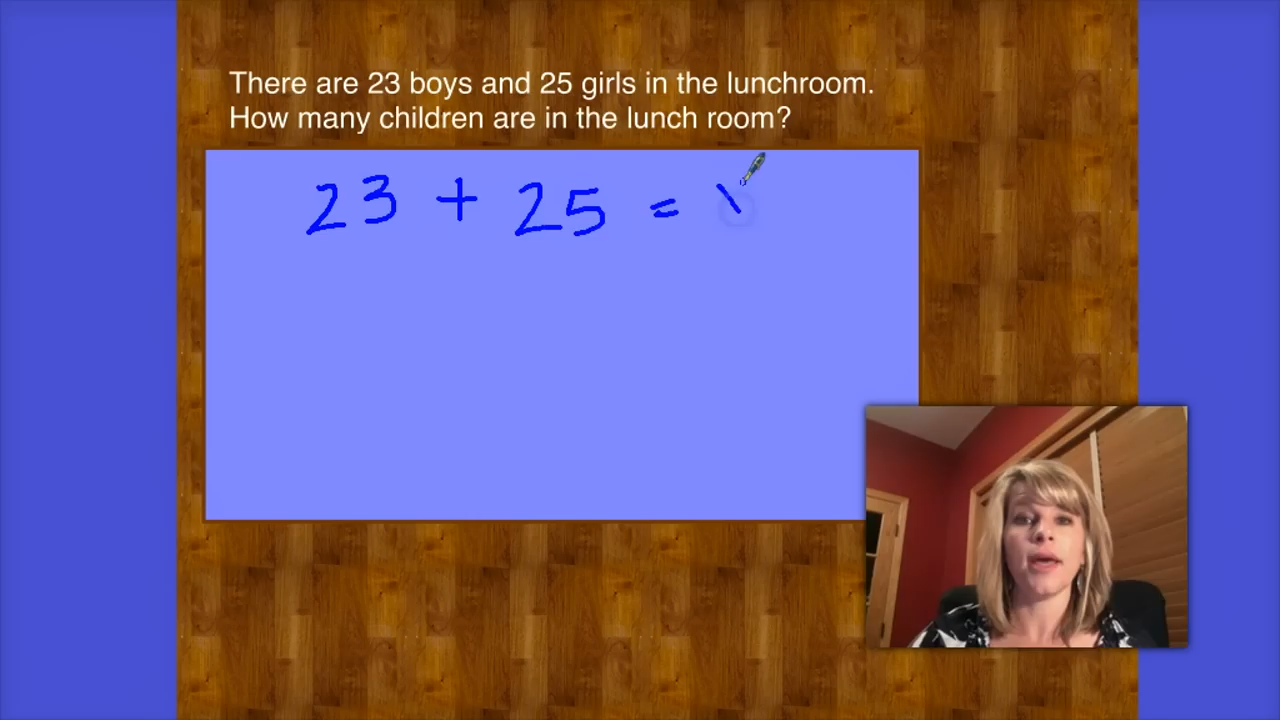 There are 23 boys and 25 girls in the lunchroom.
How many children are in the lunch room?
23 + 25 =